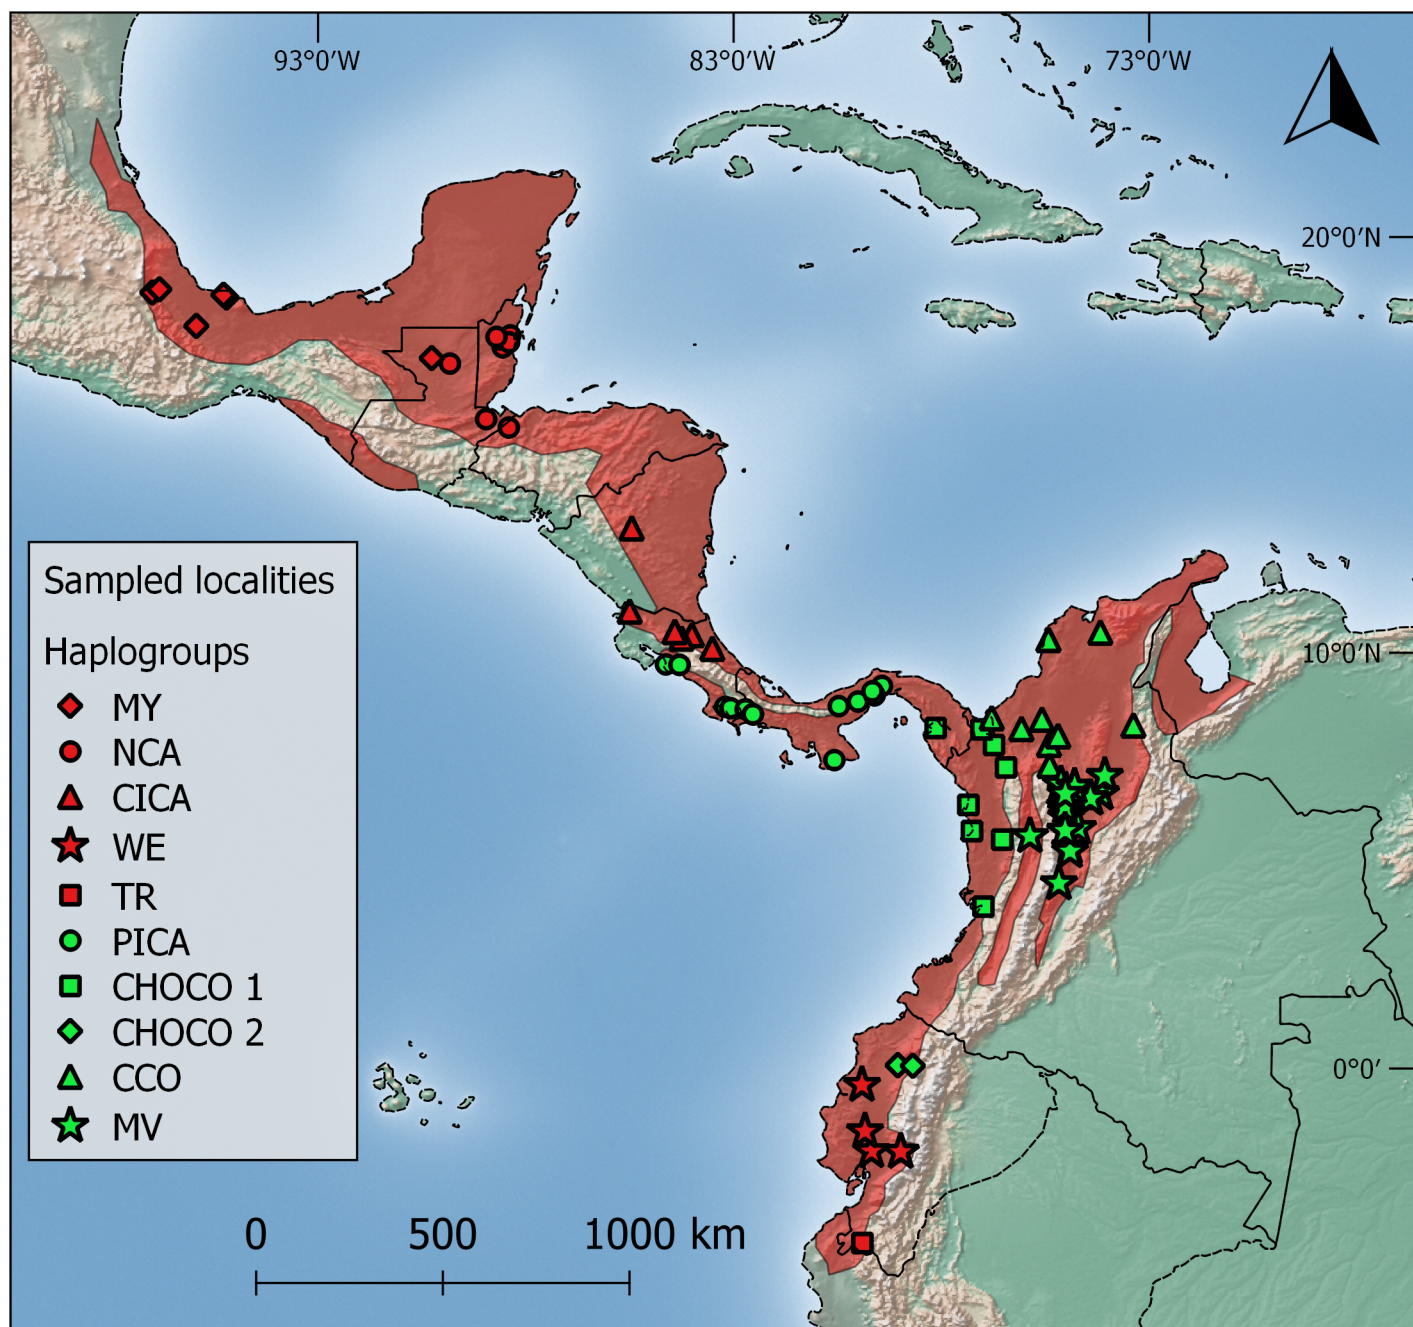 93°0'W
83°0'W
73°0'W
20°0'N
10°0'N
0°0'
Sampled localities
Haplogroups
MY
NCA
CICA
WE
TR
PICA
CHOCO 1
CHOCO 2
CCO
MV
0 500 1000 km